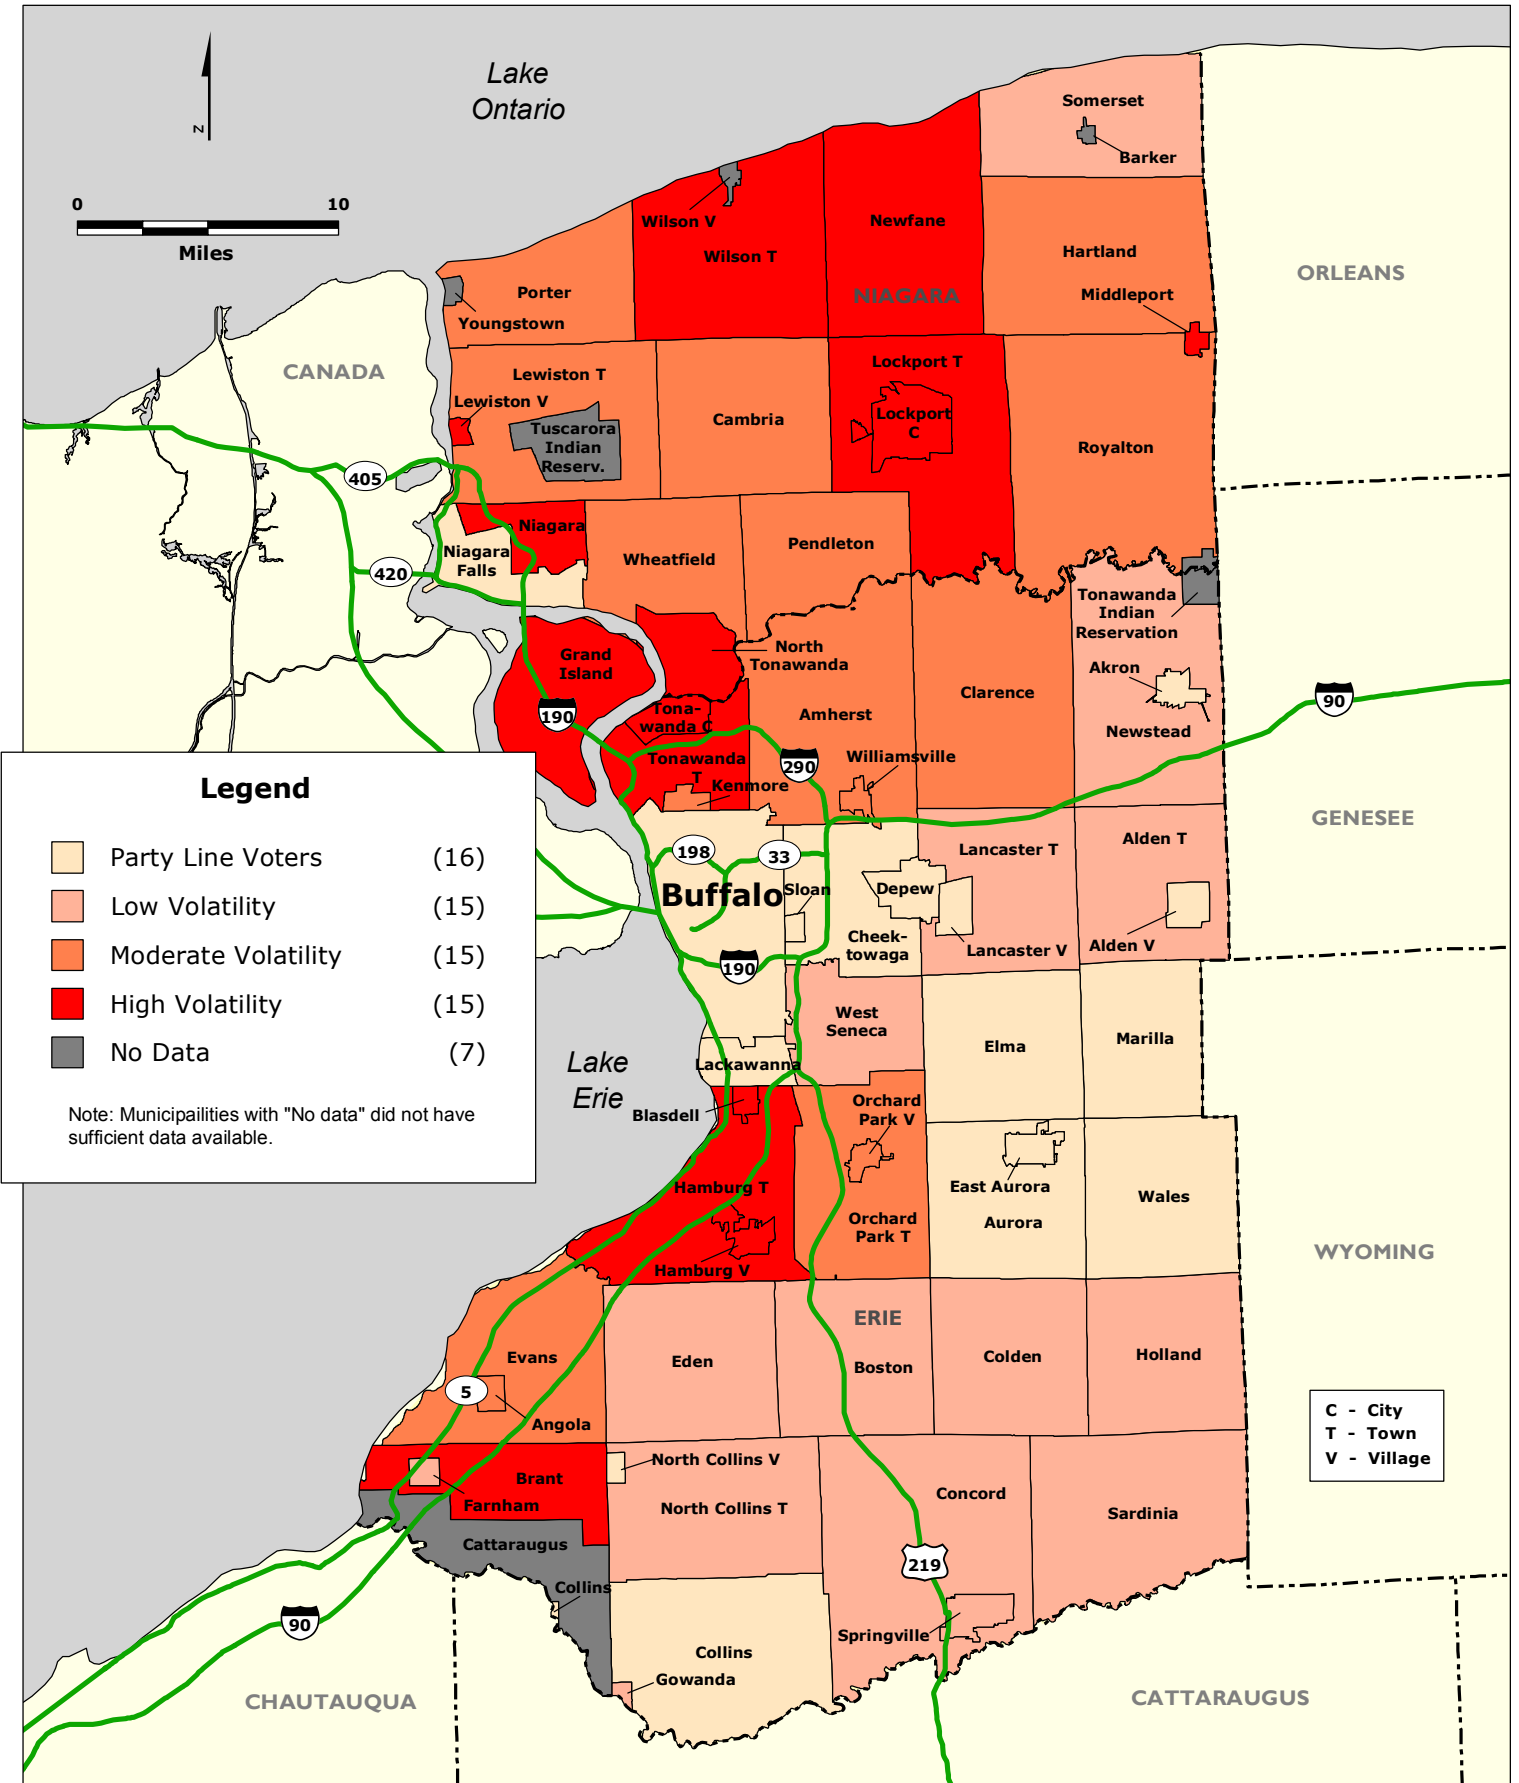 Lake
Ontario
N
0 10
Miles
Somerset
Barker
Wilson V
Wilson T
Newfane
NIAGARA
Hartland
Middleport
ORLEANS
Porter
Youngstown
CANADA
Lewiston T
Lewiston V
Tuscarora
Indian
Reserv.
Cambria
Lockport T
Lockport
C
Royalton
405
420
Niagara
Niagara
Falls
Wheatfield
Pendleton
Tonawanda
Indian
Reservation
North
Tonawanda
Grand
Island
190
Tona-
wanda C
Tonawanda
T
Kenmore
Amherst
290
Williamsville
Clarence
Akron
Newstead
90
GENESEE
Legend
Party Line Voters (16)
Low Volatility (15)
Moderate Volatility (15)
High Volatility (15)
No Data (7)
Note: Municipailities with "No data" did not have
sufficient data available.
198
33
Buffalo
Sloan
Depew
Cheek-
towaga
Lancaster T
Lancaster V
Alden T
Alden V
190
West
Seneca
Elma
Marilla
Lackawanna
Lake
Erie
Blasdell
Orchard
Park V
Hamburg T
Hamburg V
Orchard
Park T
East Aurora
Aurora
Wales
WYOMING
ERIE
Evans
5
Angola
Eden
Boston
Colden
Holland
C - City
T - Town
V - Village
Brant
Farnham
North Collins V
North Collins T
Concord
Sardinia
Cattaraugus
Collins
219
Springville
Collins
Gowanda
90
CHAUTAUQUA
CATTARAUGUS